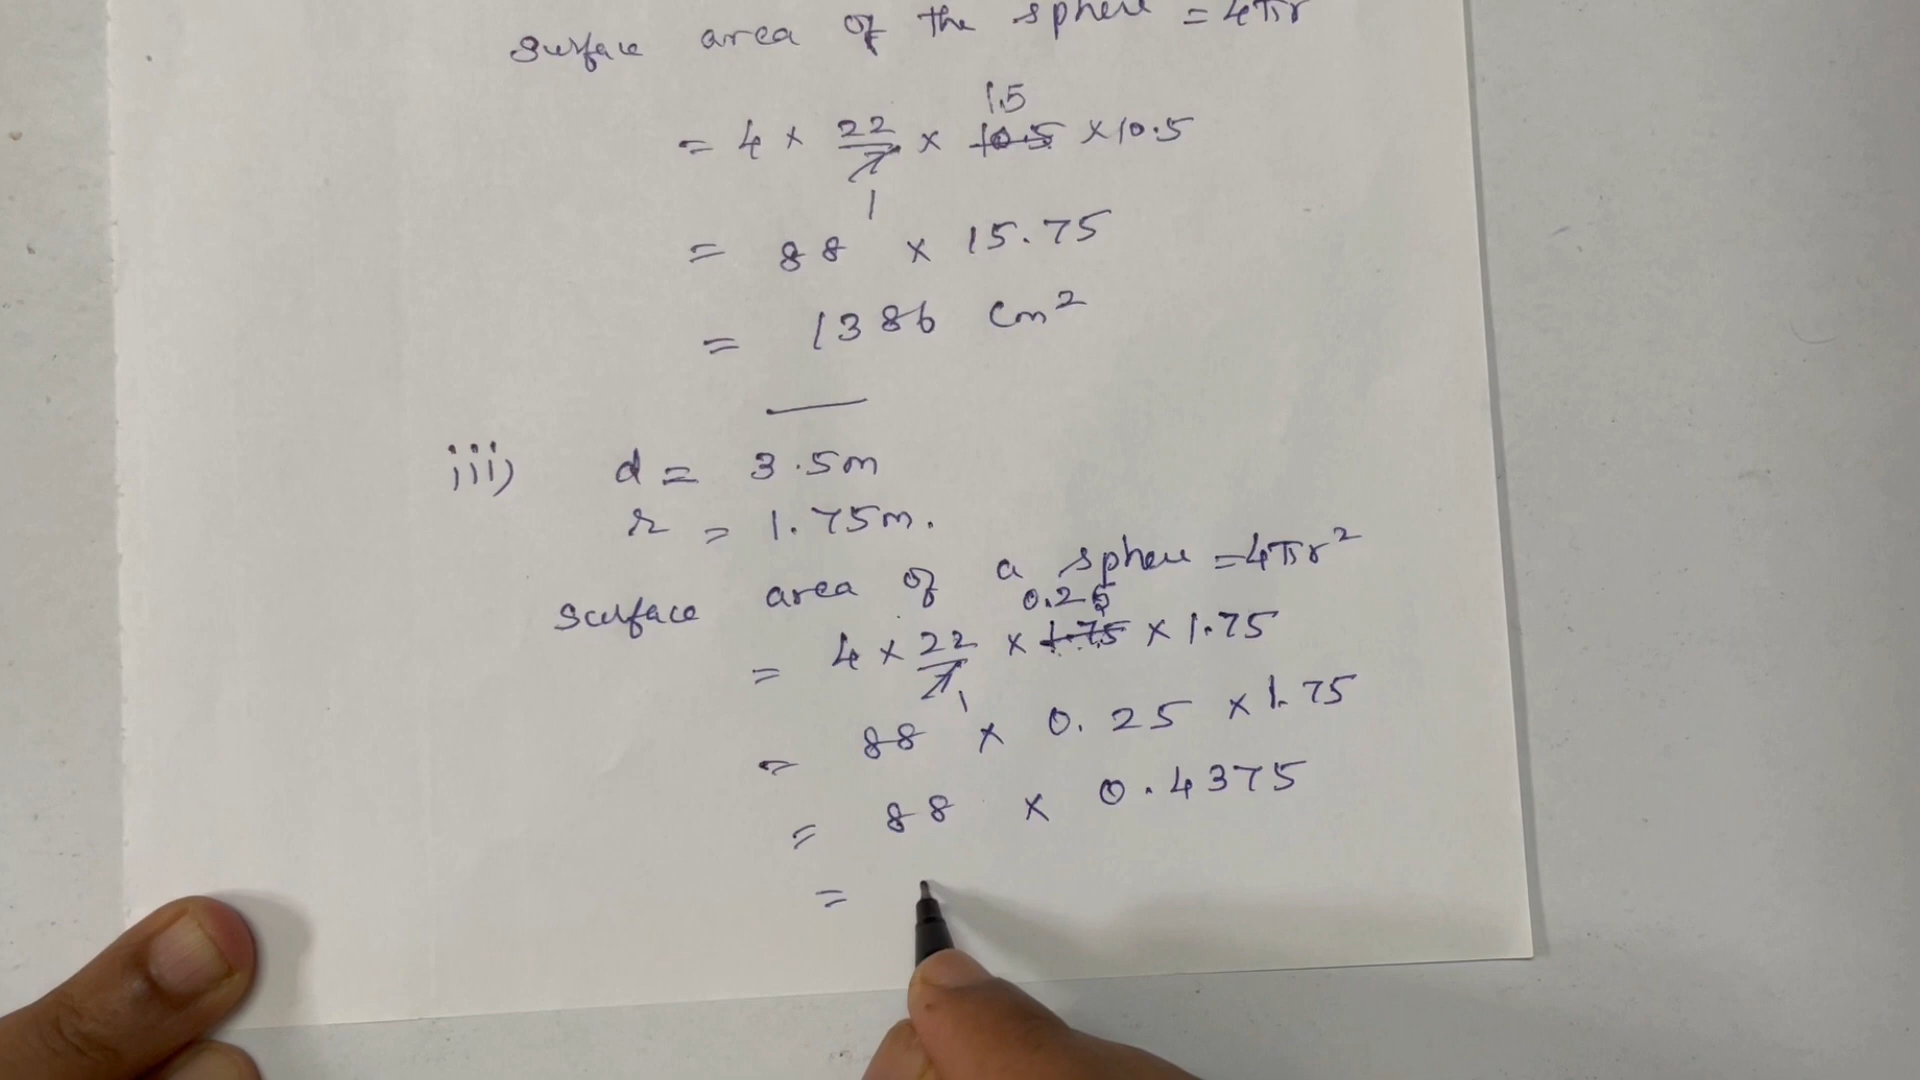 Surface area of the sphere = 4πr
= 4 × 22/7 × 10.5 × 10.5
1.5
1
= 88 × 15.75
= 1386 cm²
iii) d = 3.5m
r = 1.75m.
Surface area of a sphere = 4πr²
0.25
= 4 × 22/7 × 1.75 × 1.75
1
= 88 × 0.25 × 1.75
= 88 × 0.4375
=